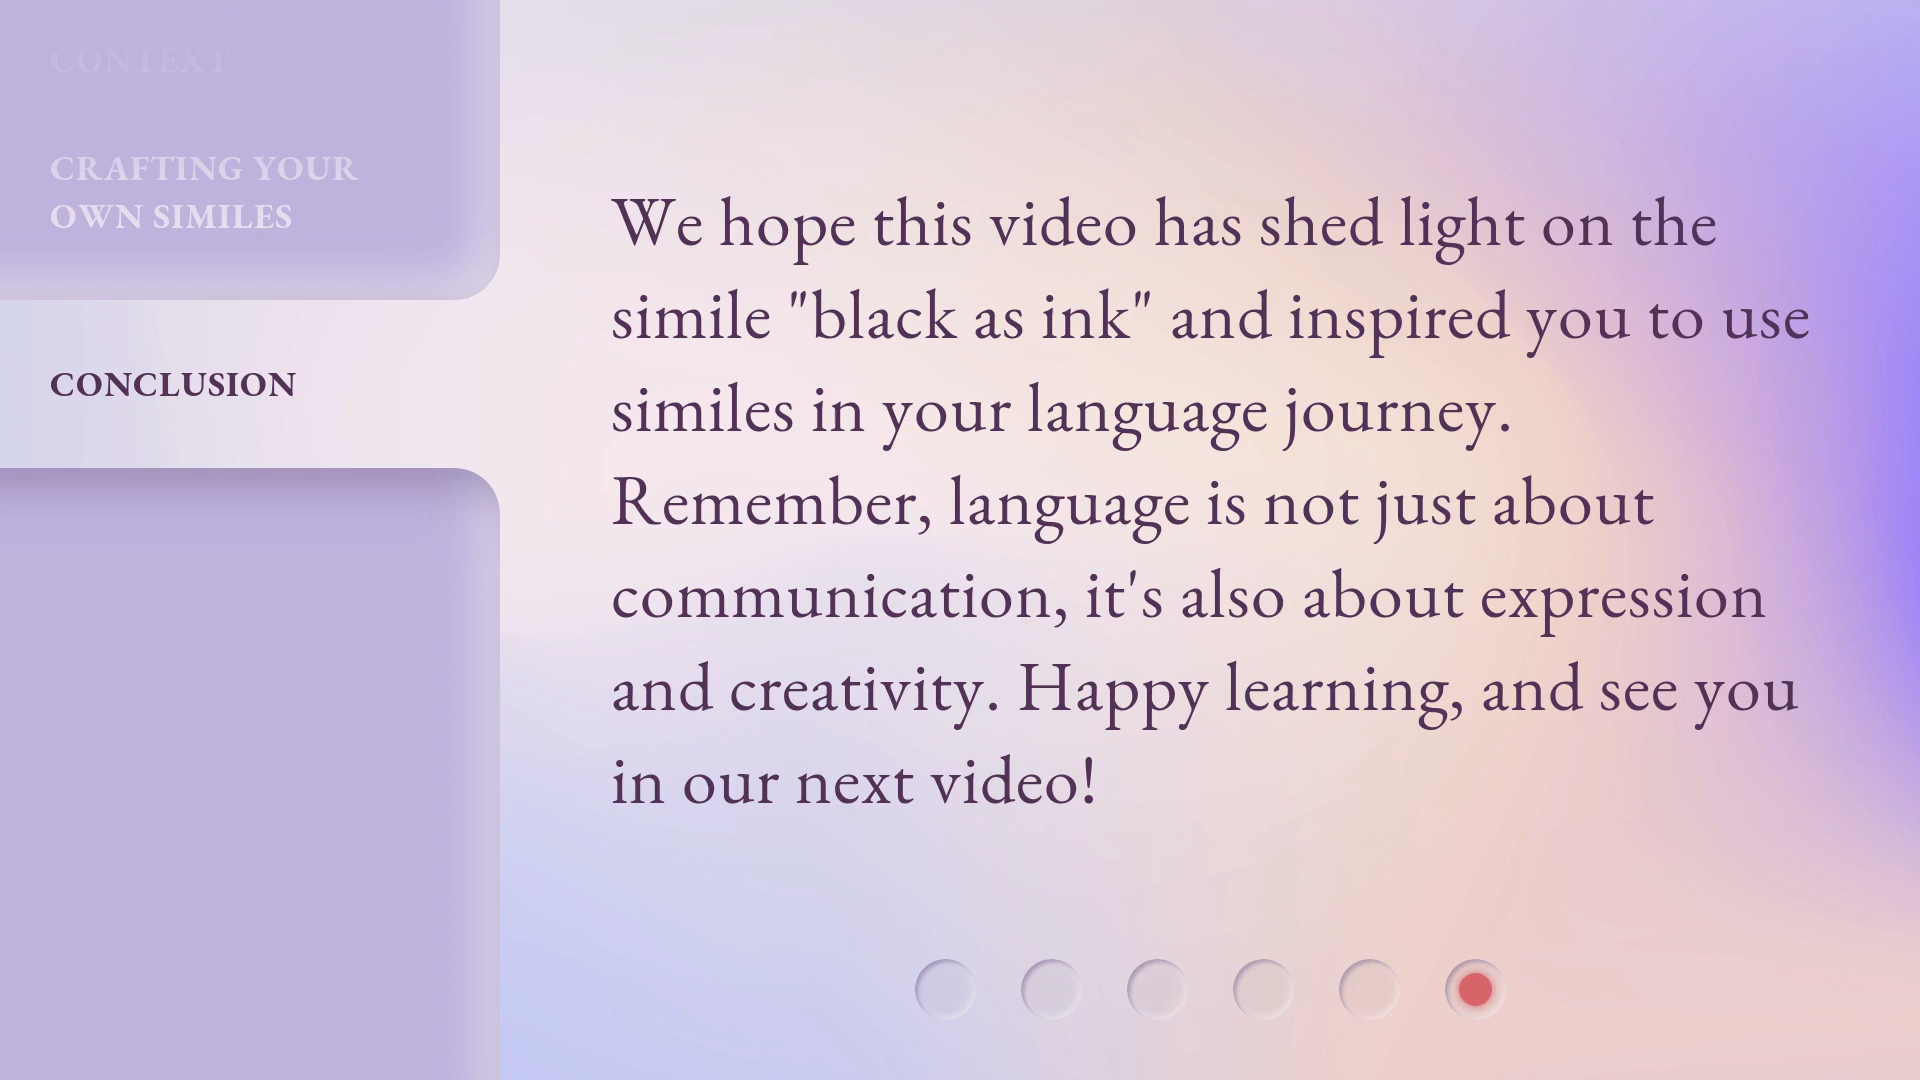 CONTEXT
CRAFTING YOUR
OWN SIMILES
CONCLUSION
We hope this video has shed light on the
simile "black as ink" and inspired you to use
similes in your language journey.
Remember, language is not just about
communication, it's also about expression
and creativity. Happy learning, and see you
in our next video!